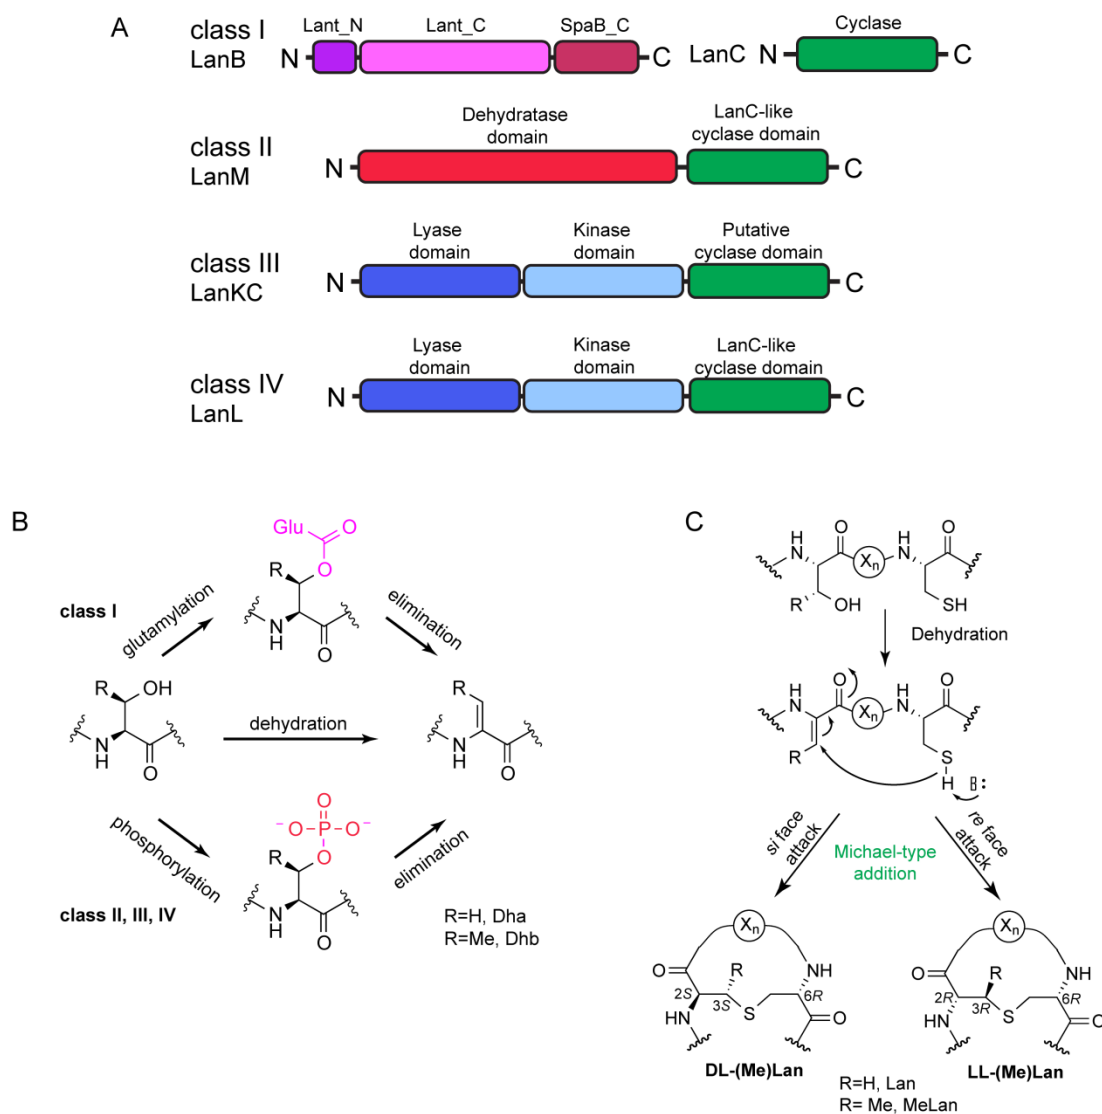 A
class I
LanB
N
Lant_N
Lant_C
SpaB_C
C
LanC
N
Cyclase
C
class II
LanM
N
Dehydratase
domain
LanC-like
cyclase domain
C
class III
LanKC
N
Lyase
domain
Kinase
domain
Putative
cyclase domain
C
class IV
LanL
N
Lyase
domain
Kinase
domain
LanC-like
cyclase domain
C
B
class I
glutamylation
Glu
O
R
O
N
H
O
elimination
R
OH
N
H
O
dehydration
R
N
H
O
phosphorylation
O
⁻O
P
O⁻
O
R
N
H
O
elimination
class II, III, IV
R=H, Dha
R=Me, Dhb
C
H
N
O
Xn
H
N
O
R
OH
SH
Dehydration
H
N
O
Xn
H
N
O
R
S
H
B:
si face
attack
Michael-type
addition
re face
attack
Xn
O
R
NH
2S
3S
6R
HN
S
O
DL-(Me)Lan
Xn
O
R
NH
2R
3R
6R
HN
S
O
LL-(Me)Lan
R=H, Lan
R= Me, MeLan